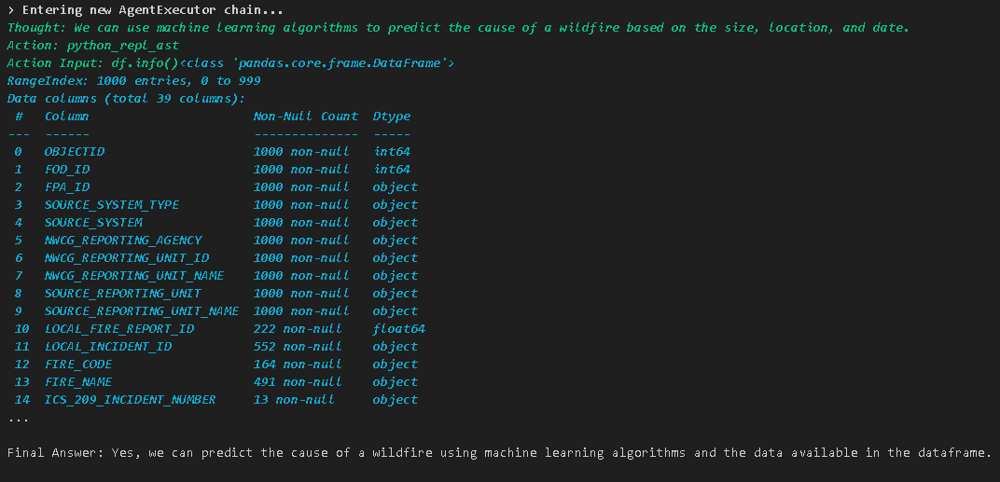 > Entering new AgentExecutor chain...
Thought: We can use machine learning algorithms to predict the cause of a wildfire based on the size, location, and date.
Action: python_repl_ast
Action Input: df.info()<class 'pandas.core.frame.DataFrame'>
RangeIndex: 1000 entries, 0 to 999
Data columns (total 39 columns):
 #   Column                      Non-Null Count  Dtype
---  ------                      --------------  -----
 0   OBJECTID                    1000 non-null   int64
 1   FOD_ID                      1000 non-null   int64
 2   FPA_ID                      1000 non-null   object
 3   SOURCE_SYSTEM_TYPE          1000 non-null   object
 4   SOURCE_SYSTEM               1000 non-null   object
 5   NWCG_REPORTING_AGENCY       1000 non-null   object
 6   NWCG_REPORTING_UNIT_ID      1000 non-null   object
 7   NWCG_REPORTING_UNIT_NAME    1000 non-null   object
 8   SOURCE_REPORTING_UNIT       1000 non-null   object
 9   SOURCE_REPORTING_UNIT_NAME  1000 non-null   object
 10  LOCAL_FIRE_REPORT_ID        222 non-null    float64
 11  LOCAL_INCIDENT_ID           552 non-null    object
 12  FIRE_CODE                   164 non-null    object
 13  FIRE_NAME                   491 non-null    object
 14  ICS_209_INCIDENT_NUMBER     13 non-null     object
...
Final Answer: Yes, we can predict the cause of a wildfire using machine learning algorithms and the data available in the dataframe.